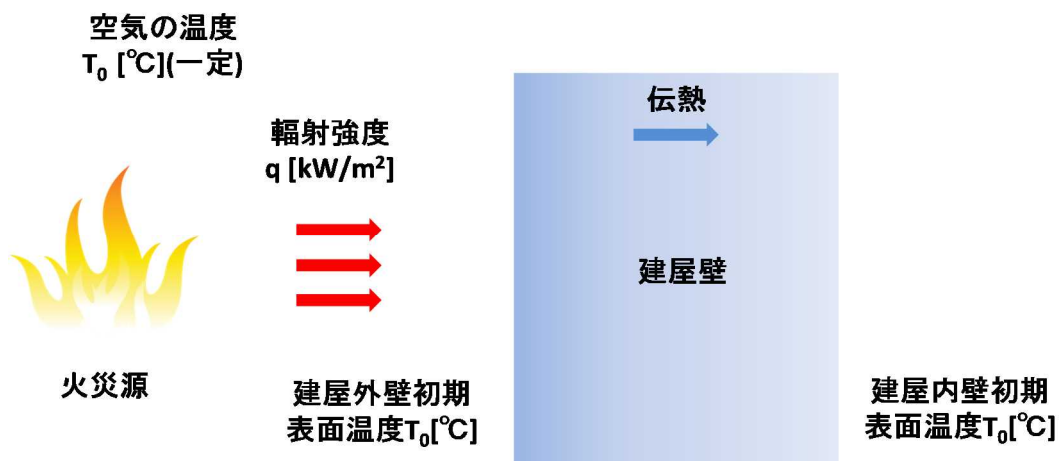 空気の温度
T₀ [℃](一定)
輻射強度
q [kW/m²]
伝熱
建屋壁
火災源
建屋外壁初期
表面温度T₀[℃]
建屋内壁初期
表面温度T₀[℃]